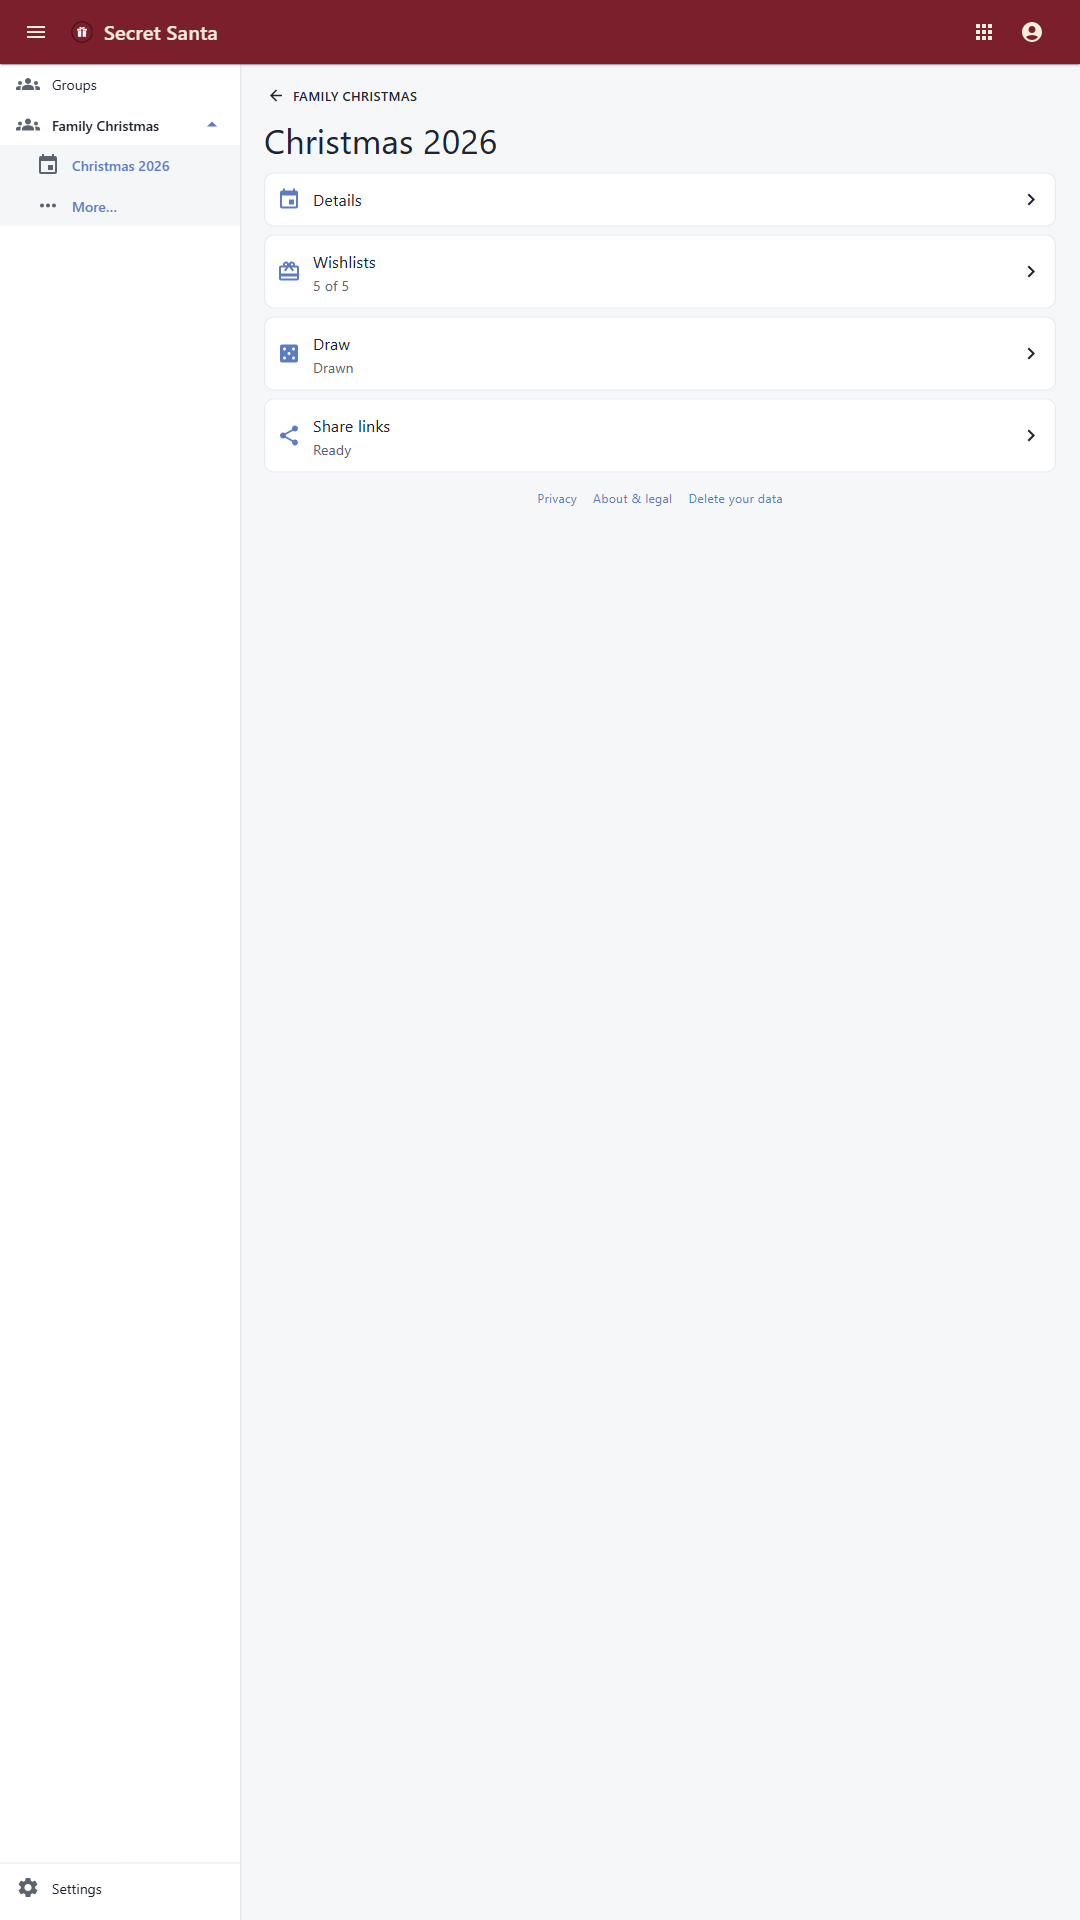 Secret Santa
Groups
Family Christmas
Christmas 2026
More...
FAMILY CHRISTMAS
Christmas 2026
Details
Wishlists
5 of 5
Draw
Drawn
Share links
Ready
Privacy About & legal Delete your data
Settings